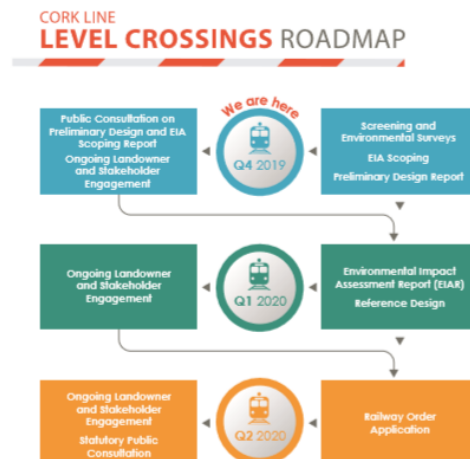 CORK LINE
LEVEL CROSSINGS ROADMAP
We are here
Public Consultation on
Preliminary Design and EIA
Scoping Report
Ongoing Landowner
and Stakeholder
Engagement
Q4 2019
Screening and
Environmental Surveys
EIA Scoping
Preliminary Design Report
Ongoing Landowner
and Stakeholder
Engagement
Q1 2020
Environmental Impact
Assessment Report (EIAR)
Reference Design
Ongoing Landowner
and Stakeholder
Engagement
Statutory Public
Consultation
Q2 2020
Railway Order
Application